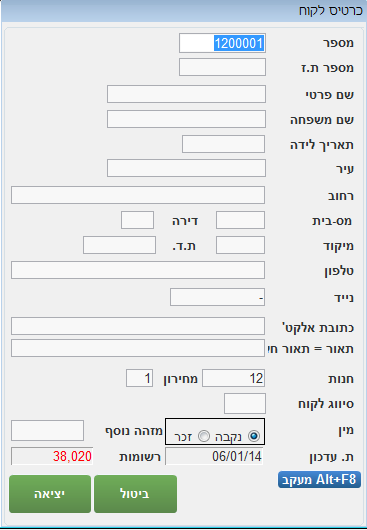 כרטיס לקוח
מספר 1200001
מספר ת.ז
שם פרטי
שם משפחה
תאריך לידה
עיר
רחוב
מס-בית דירה
מיקוד ת.ד.
טלפון
נייד -
כתובת אלקט'
תאור = תאור חי
חנות 12 מחירון 1
סיווג לקוח
מין נקבה זכר מזהה נוסף
ת. עדכון 06/01/14 רשומות 38,020
Alt+F8 מעקב
ביטול יציאה